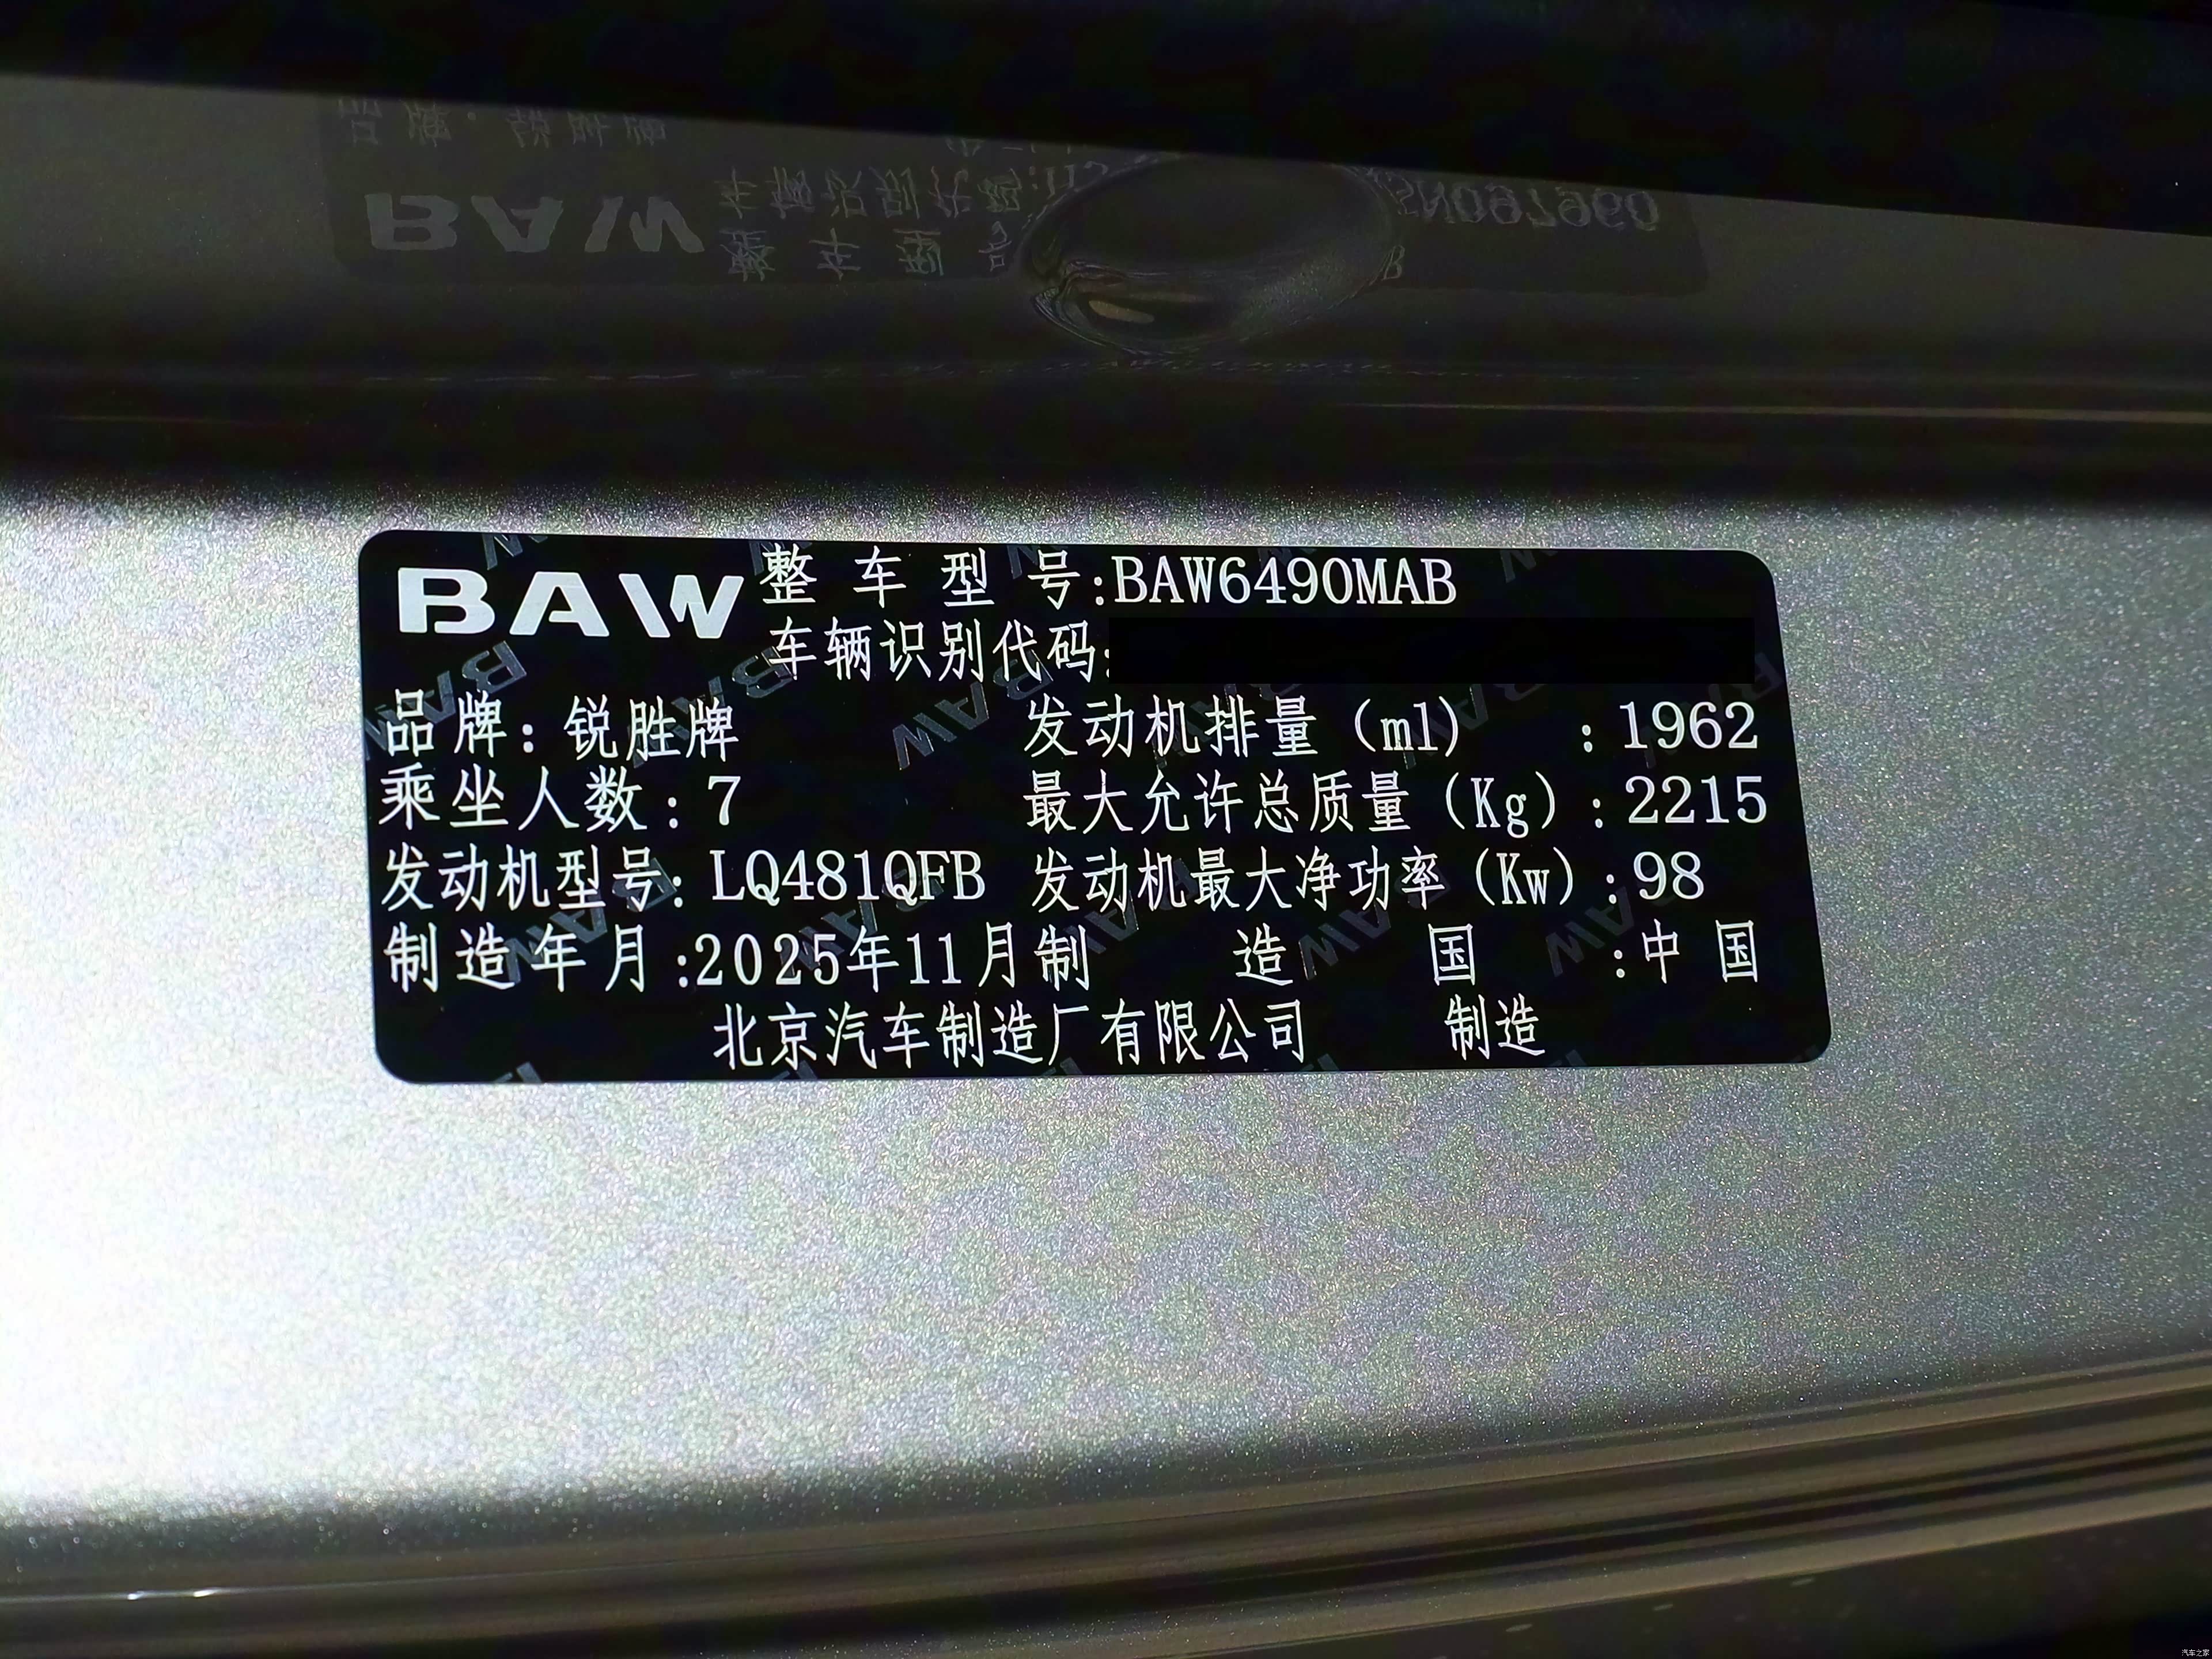 BAW
整车型号:BAW6490MAB
车辆识别代码:
品牌：锐胜牌 发动机排量（ml）：1962
乘坐人数：7 最大允许总质量（Kg）：2215
发动机型号：LQ481QFB 发动机最大净功率（Kw）：98
制造年月:2025年11月 制造国：中国
北京汽车制造厂有限公司 制造
汽车之家